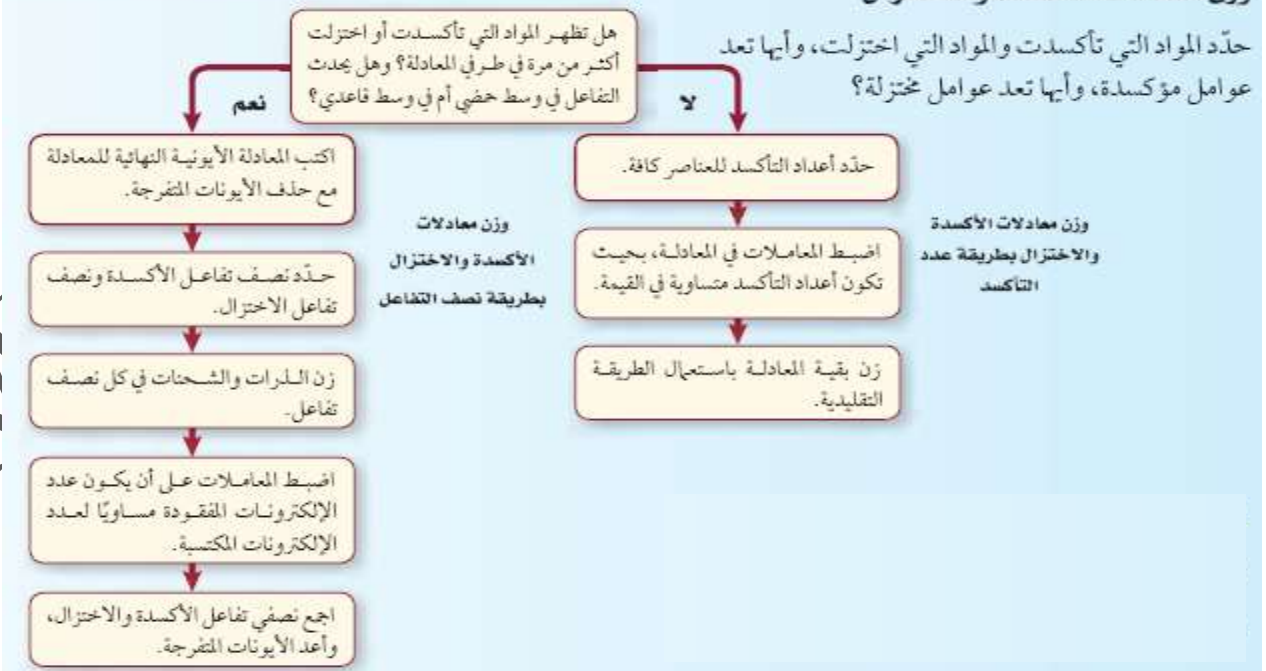 حدّد المواد التي تأكسدت والمواد التي اختزلت، وأيها تعد
عوامل مؤكسدة، وأيها تعد عوامل مختزلة؟
هل تظهر المواد التي تأكسدت أو اختزلت
أكثر من مرة في طرفي المعادلة؟ وهل يحدث
التفاعل في وسط حمضي أم في وسط قاعدي؟
لا
نعم
حدّد أعداد التأكسد للعناصر كافة.
اضبط المعاملات في المعادلة، بحيث
تكون أعداد التأكسد متساوية في القيمة.
زن بقية المعادلة باستعمال الطريقة
التقليدية.
وزن معادلات الأكسدة
والاختزال بطريقة عدد
التأكسد
اكتب المعادلة الأيونية النهائية للمعادلة
مع حذف الأيونات المتفرجة.
حدّد نصف تفاعل الأكسدة ونصف
تفاعل الاختزال.
زن الذرات والشحنات في كل نصف
تفاعل.
اضبط المعاملات على أن يكون عدد
الإلكترونات المفقودة مساويًا لعدد
الإلكترونات المكتسبة.
اجمع نصفي تفاعل الأكسدة والاختزال،
وأعد الأيونات المتفرجة.
وزن معادلات
الأكسدة والاختزال
بطريقة نصف التفاعل